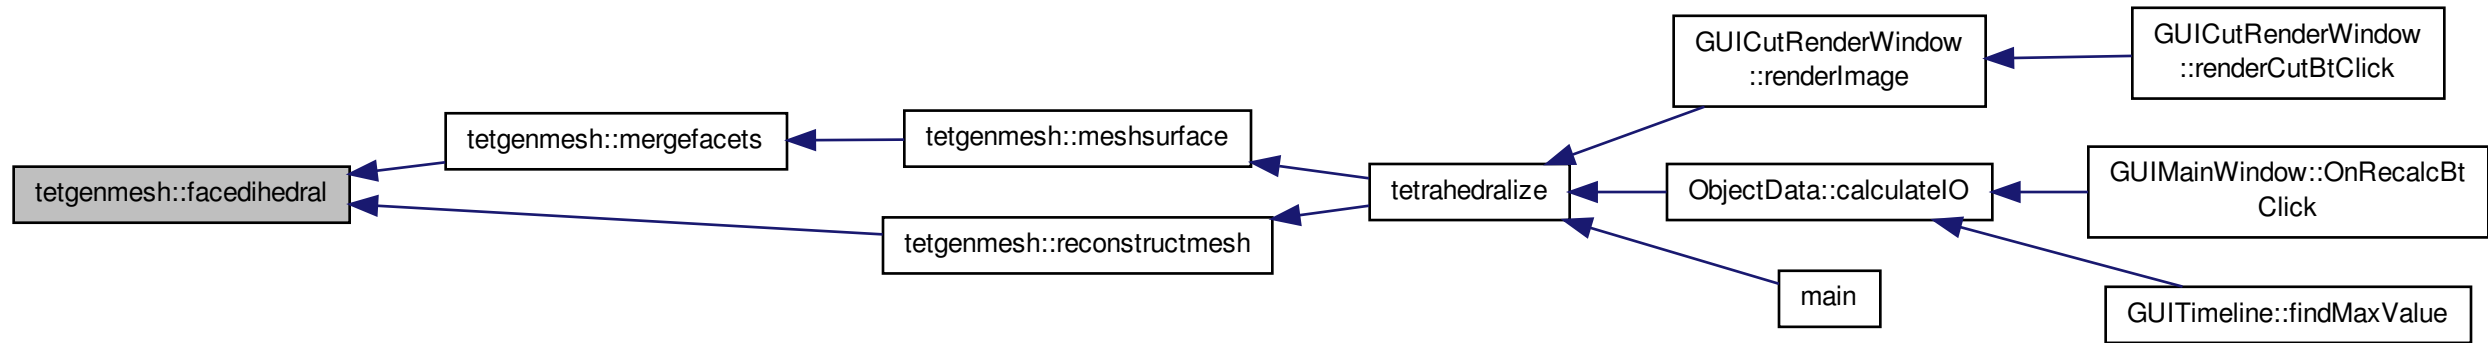 tetgenmesh::facedihedral
tetgenmesh::mergefacets
tetgenmesh::meshsurface
tetgenmesh::reconstructmesh
tetrahedralize
GUICutRenderWindow
::renderImage
GUICutRenderWindow
::renderCutBtClick
ObjectData::calculateIO
GUIMainWindow::OnRecalcBt
Click
main
GUITimeline::findMaxValue